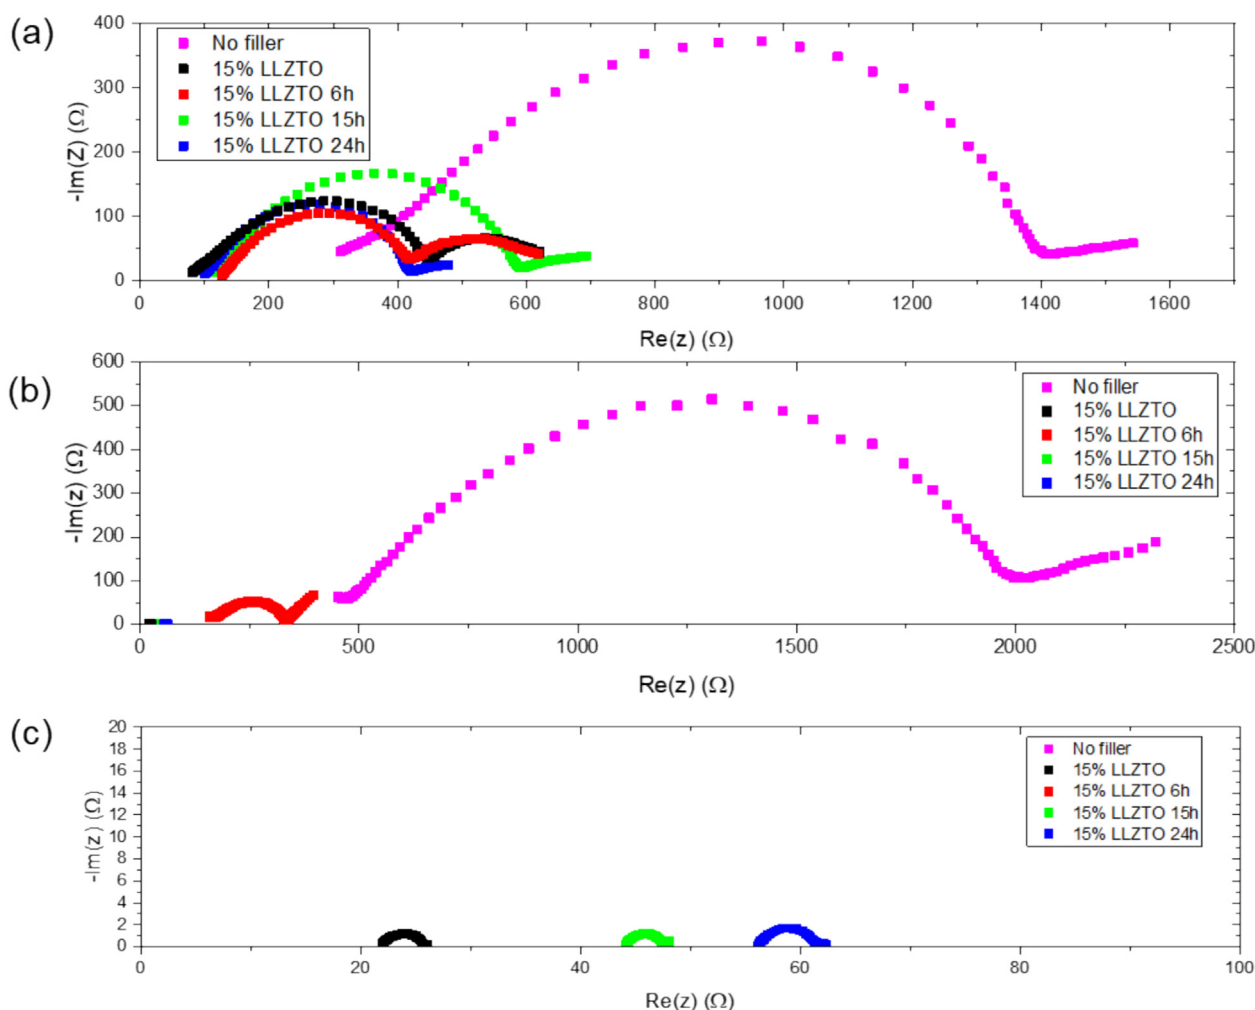 (a)
400
300
200
100
0
-Im(Z) (Ω)
No filler
15% LLZTO
15% LLZTO 6h
15% LLZTO 15h
15% LLZTO 24h
0 200 400 600 800 1000 1200 1400 1600
Re(z) (Ω)
(b)
600
500
400
300
200
100
0
-Im(z) (Ω)
No filler
15% LLZTO
15% LLZTO 6h
15% LLZTO 15h
15% LLZTO 24h
0 500 1000 1500 2000 2500
Re(z) (Ω)
(c)
20
18
16
14
12
10
8
6
4
2
0
-Im(z) (Ω)
No filler
15% LLZTO
15% LLZTO 6h
15% LLZTO 15h
15% LLZTO 24h
0 20 40 60 80 100
Re(z) (Ω)